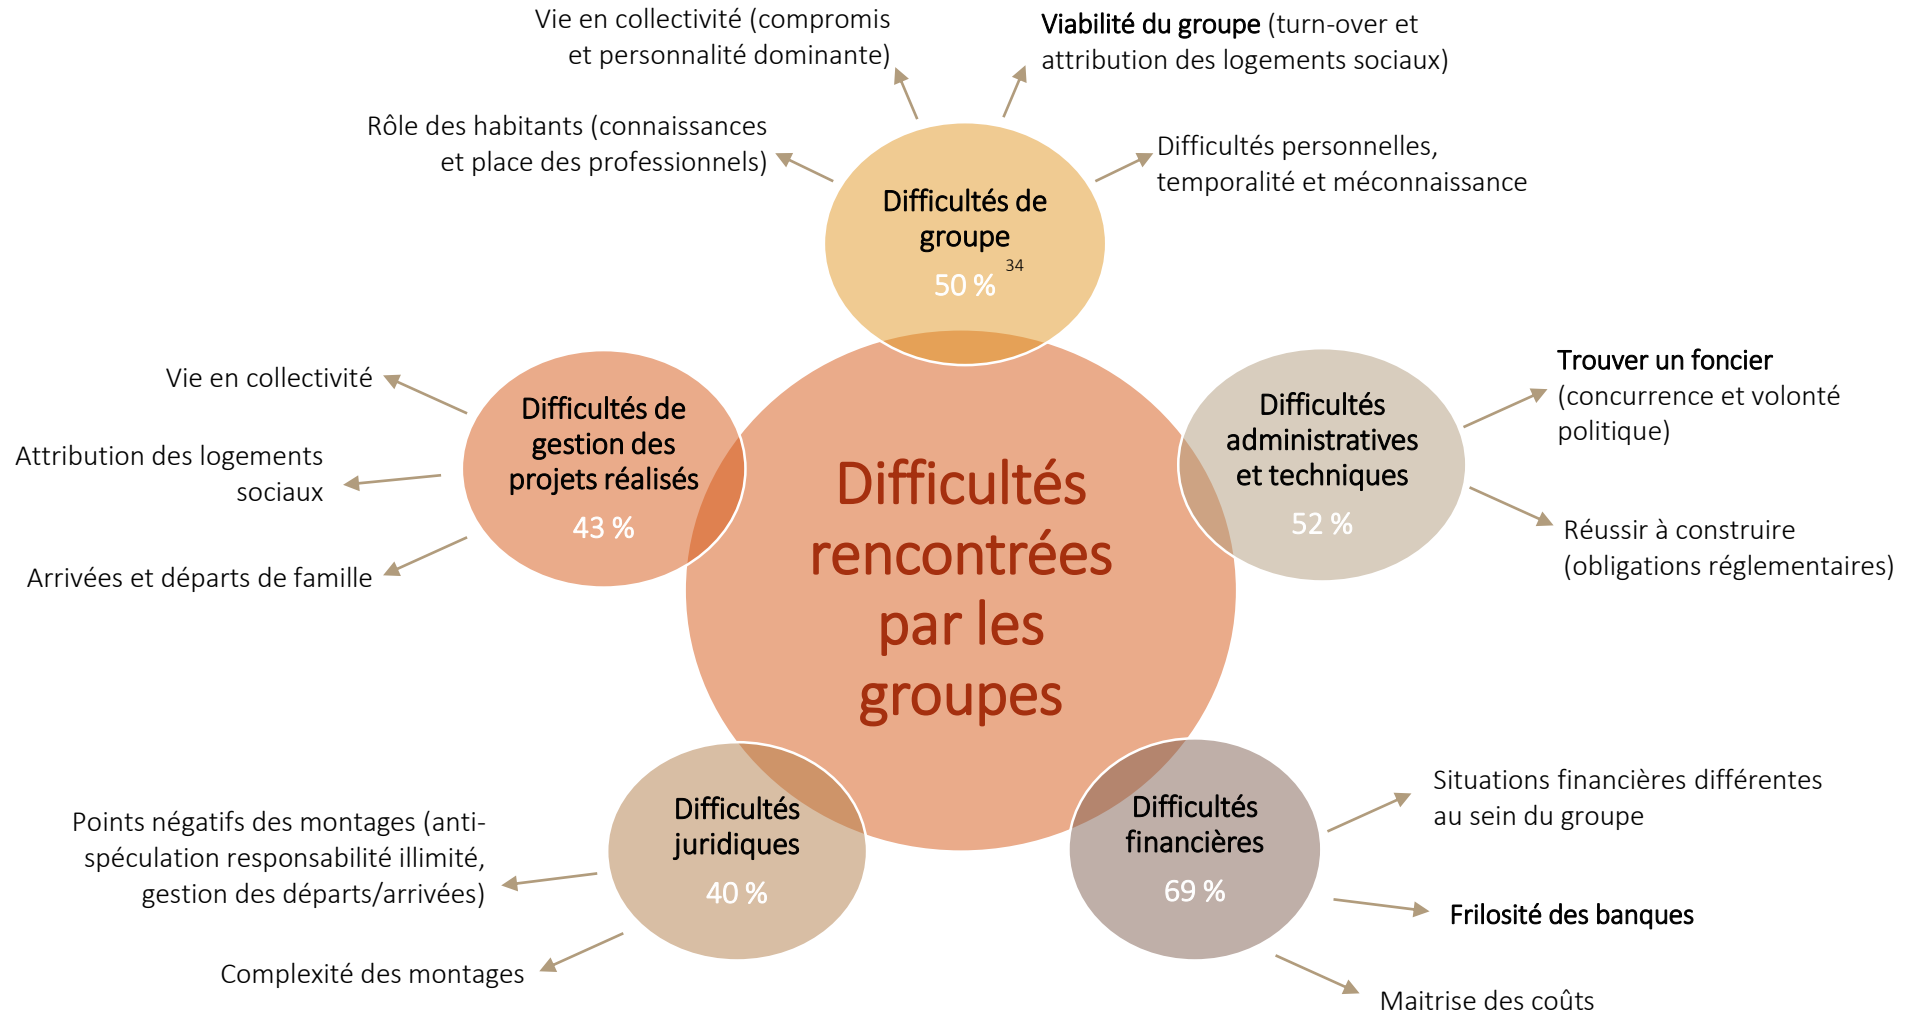 Vie en collectivité (compromis
et personnalité dominante)
Viabilité du groupe (turn-over et
attribution des logements sociaux)
Rôle des habitants (connaissances
et place des professionnels)
Difficultés personnelles,
temporalité et méconnaissance
Difficultés de
groupe
50 % 34
Vie en collectivité
Attribution des logements
sociaux
Arrivées et départs de famille
Difficultés de
gestion des
projets réalisés
43 %
Difficultés
rencontrées
par les
groupes
Difficultés
administratives
et techniques
52 %
Trouver un foncier
(concurrence et volonté
politique)
Réussir à construire
(obligations réglementaires)
Points négatifs des montages (anti-
spéculation responsabilité illimité,
gestion des départs/arrivées)
Complexité des montages
Difficultés
juridiques
40 %
Difficultés
financières
69 %
Situations financières différentes
au sein du groupe
Frilosité des banques
Maitrise des coûts